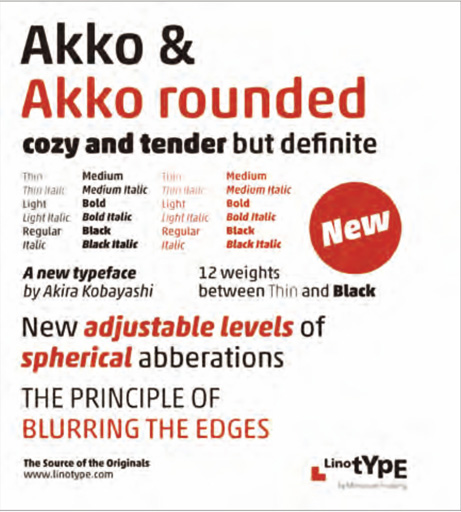 Akko &
Akko rounded
cozy and tender but definite
Thin Medium Thin Medium
Thin Italic Medium Italic Thin Italic Medium Italic
Light Bold Light Bold
Light Italic Bold Italic Light Italic Bold Italic
Regular Black Regular Black
Italic Black Italic Italic Black Italic
New
A new typeface 12 weights
by Akira Kobayashi between Thin and Black
New adjustable levels of
spherical abberations
THE PRINCIPLE OF
BLURRING THE EDGES
The Source of the Originals
www.linotype.com
LinotYPE
by Monotype Imaging